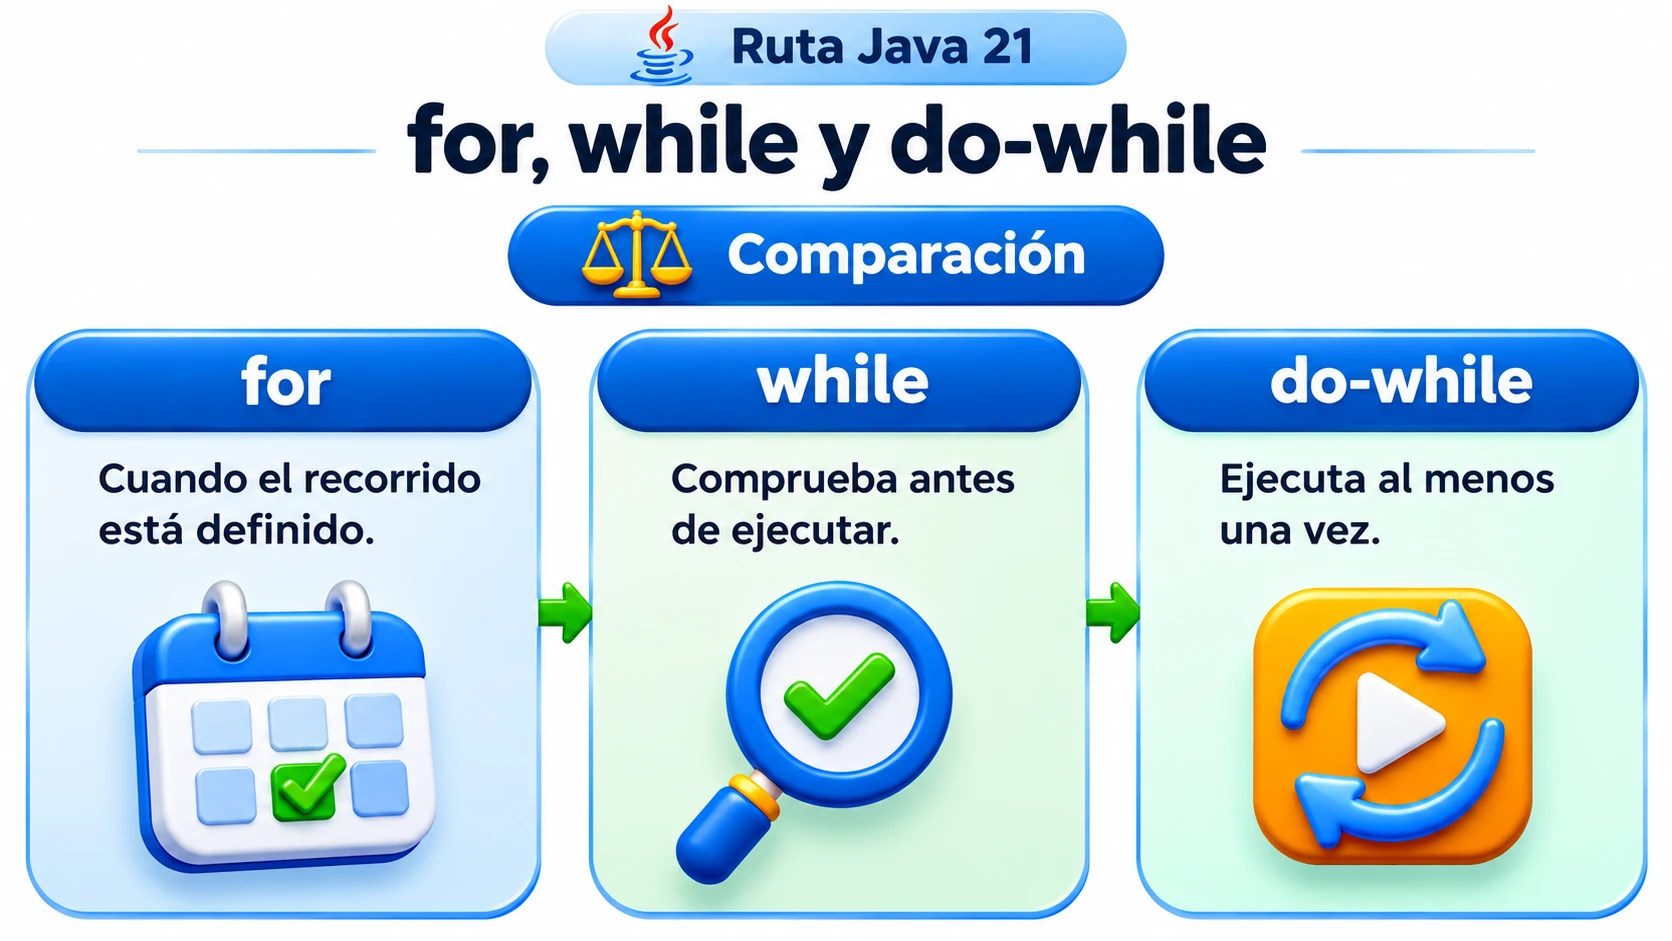 Ruta Java 21
for, while y do-while
Comparación
for
Cuando el recorrido
está definido.
while
Comprueba antes
de ejecutar.
do-while
Ejecuta al menos
una vez.